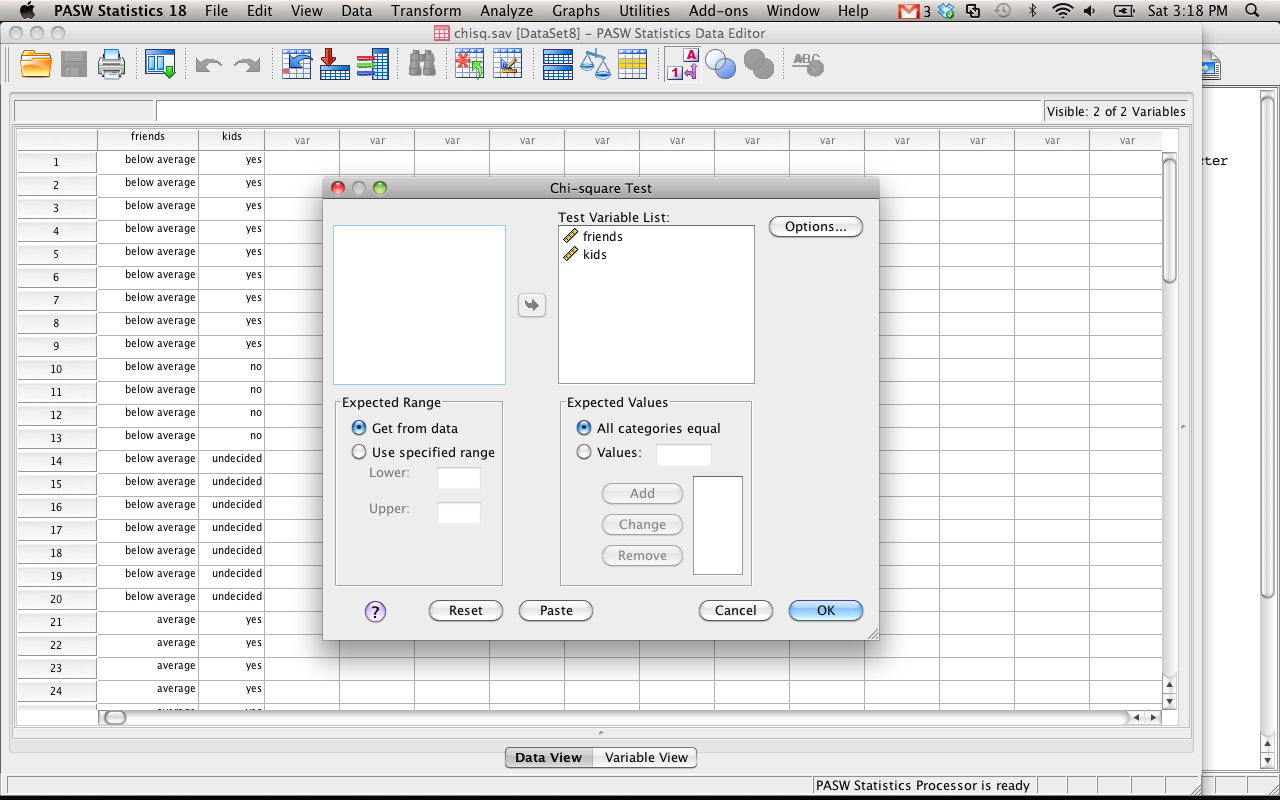 PASW Statistics 18 File Edit View Data Transform Analyze Graphs Utilities Add-ons Window Help 3 Sat 3:18 PM
chisq.sav [DataSet8] – PASW Statistics Data Editor
Visible: 2 of 2 Variables
friends kids var var var var var var var var var var var var
1 below average yes
2 below average yes
3 below average yes
4 below average yes
5 below average yes
6 below average yes
7 below average yes
8 below average yes
9 below average yes
10 below average no
11 below average no
12 below average no
13 below average no
14 below average undecided
15 below average undecided
16 below average undecided
17 below average undecided
18 below average undecided
19 below average undecided
20 below average undecided
21 average yes
22 average yes
23 average yes
24 average yes
average yes
cter
Chi-square Test
Test Variable List:
friends
kids
Options...
Expected Range
Get from data
Use specified range
Lower:
Upper:
Expected Values
All categories equal
Values:
Add
Change
Remove
? Reset Paste Cancel OK
Data View Variable View
PASW Statistics Processor is ready